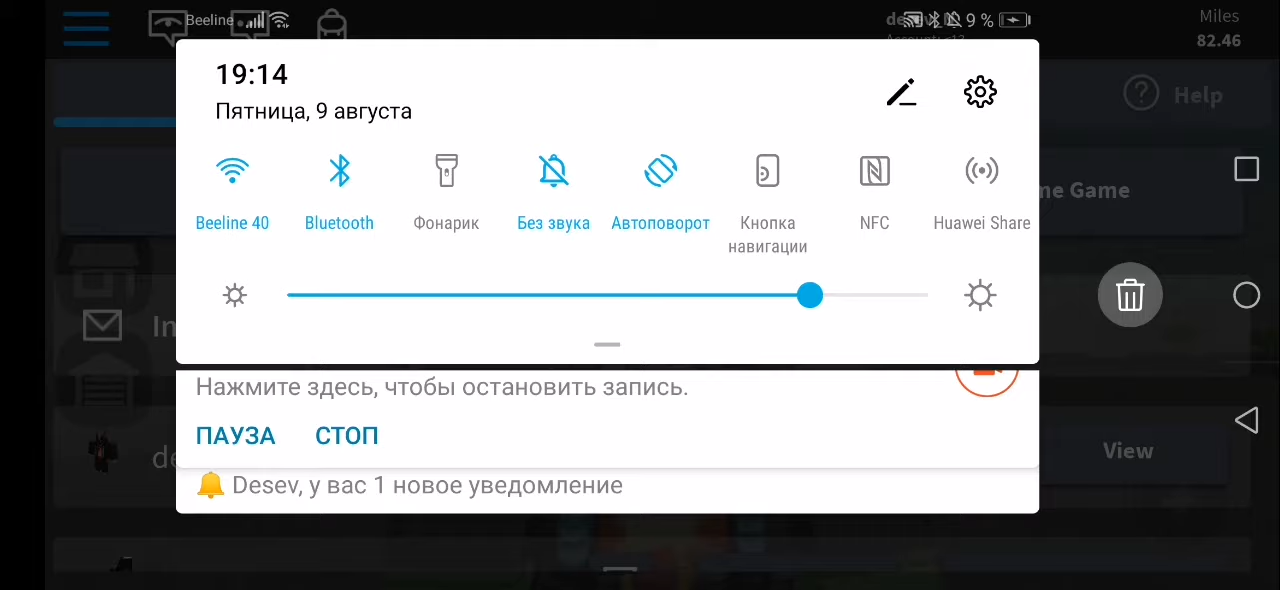 Beeline
9 %
Miles
82.46
19:14
Пятница, 9 августа
Help
Beeline 40
Bluetooth
Фонарик
Без звука
Автоповорот
Кнопка
навигации
NFC
Huawei Share
Game
Нажмите здесь, чтобы остановить запись.
ПАУЗА СТОП
View
Desev, у вас 1 новое уведомление